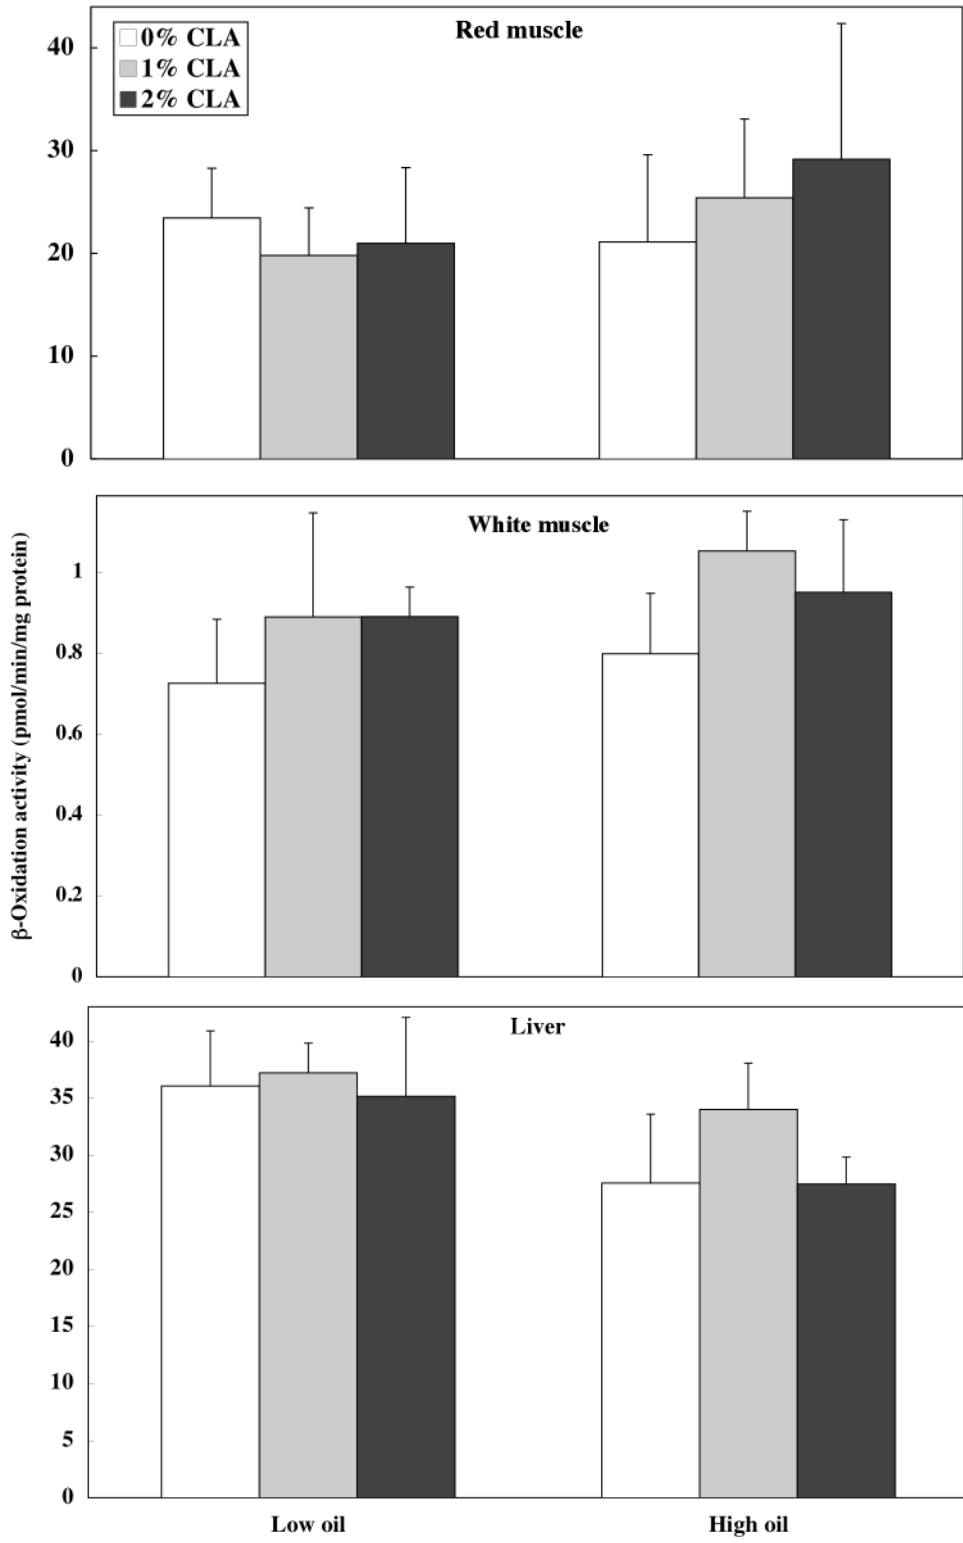 Red muscle
0% CLA
1% CLA
2% CLA
40
30
20
10
0
White muscle
1
0.8
0.6
0.4
0.2
0
β-Oxidation activity (pmol/min/mg protein)
Liver
40
35
30
25
20
15
10
5
0
Low oil
High oil